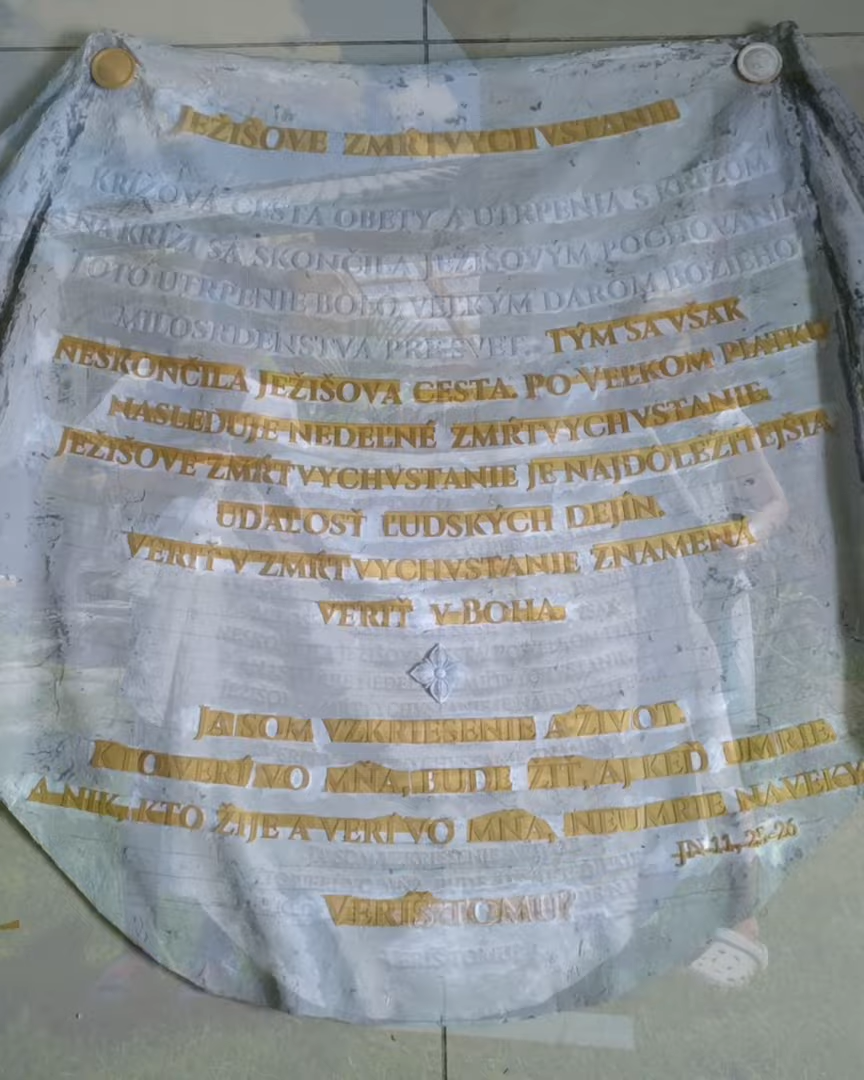 JEŽIŠOVE ZMŔTVYCHVSTANIE
KRÍŽOVÁ CESTA OBETY A UTRPENIA S KRÍŽOM
NA KRÍŽI SA SKONČILA JEŽIŠOVÝM POCHOVANÍM
TOTO UTRPENIE BOLO VEĽKÝM DAROM BOŽIEHO
MILOSRDENSTVA PRE SVET. TÝM SA VŠAK
NESKONČILA JEŽIŠOVA CESTA. PO VEĽKOM PIATKU
NASLEDUJE NEDEĽNÉ ZMŔTVYCHVSTANIE.
JEŽIŠOVE ZMŔTVYCHVSTANIE JE NAJDÔLEŽITEJŠIA
UDALOSŤ ĽUDSKÝCH DEJÍN.
VERIŤ V ZMŔTVYCHVSTANIE ZNAMENÁ
VERIŤ V BOHA.
JA SOM VZKRIESENIE A ŽIVOT.
KTO VERÍ VO MŇA, BUDE ŽIŤ, AJ KEĎ UMRIE.
A NIK, KTO ŽIJE A VERÍ VO MŇA, NEUMRIE NAVEKY
JN 11, 25-26
VERÍŠ TOMU?